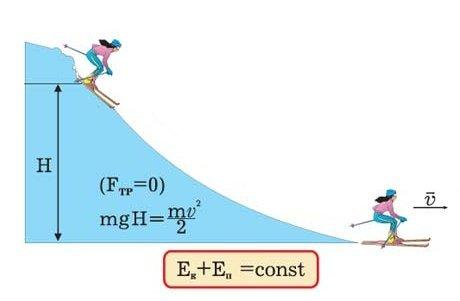 H
(Fтр=0)
mgH=mv²/2
v̄
Eк+Eп =const